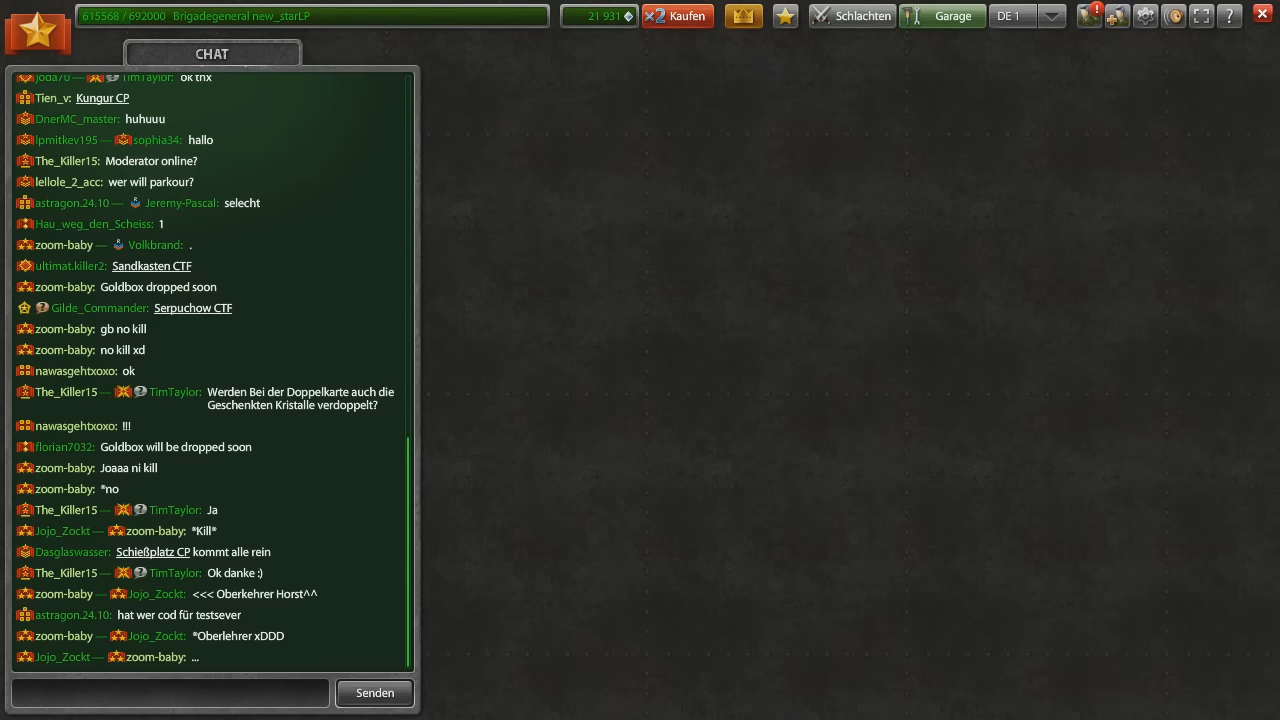 615568 / 692000 Brigadegeneral new_starLP
21 931
×2 Kaufen
Schlachten
Garage
DE 1
?
CHAT
joda70 — TimTaylor: ok thx
Tien_v: Kungur CP
DnerMC_master: huhuuu
lpmitkev195 — sophia34: hallo
The_Killer15: Moderator online?
lellole_2_acc: wer will parkour?
astragon.24.10 — Jeremy-Pascal: selecht
Hau_weg_den_Scheiss: 1
zoom-baby — Volkbrand: .
ultimat.killer2: Sandkasten CTF
zoom-baby: Goldbox dropped soon
Gilde_Commander: Serpuchow CTF
zoom-baby: gb no kill
zoom-baby: no kill xd
nawasgehtxoxo: ok
The_Killer15 — TimTaylor: Werden Bei der Doppelkarte auch die
Geschenkten Kristalle verdoppelt?
nawasgehtxoxo: !!!
florian7032: Goldbox will be dropped soon
zoom-baby: Joaaa ni kill
zoom-baby: *no
The_Killer15 — TimTaylor: Ja
Jojo_Zockt — zoom-baby: *Kill*
Dasglaswasser: Schießplatz CP kommt alle rein
The_Killer15 — TimTaylor: Ok danke :)
zoom-baby — Jojo_Zockt: <<< Oberkehrer Horst^^
astragon.24.10: hat wer cod für testsever
zoom-baby — Jojo_Zockt: *Oberlehrer xDDD
Jojo_Zockt — zoom-baby: ...
Senden